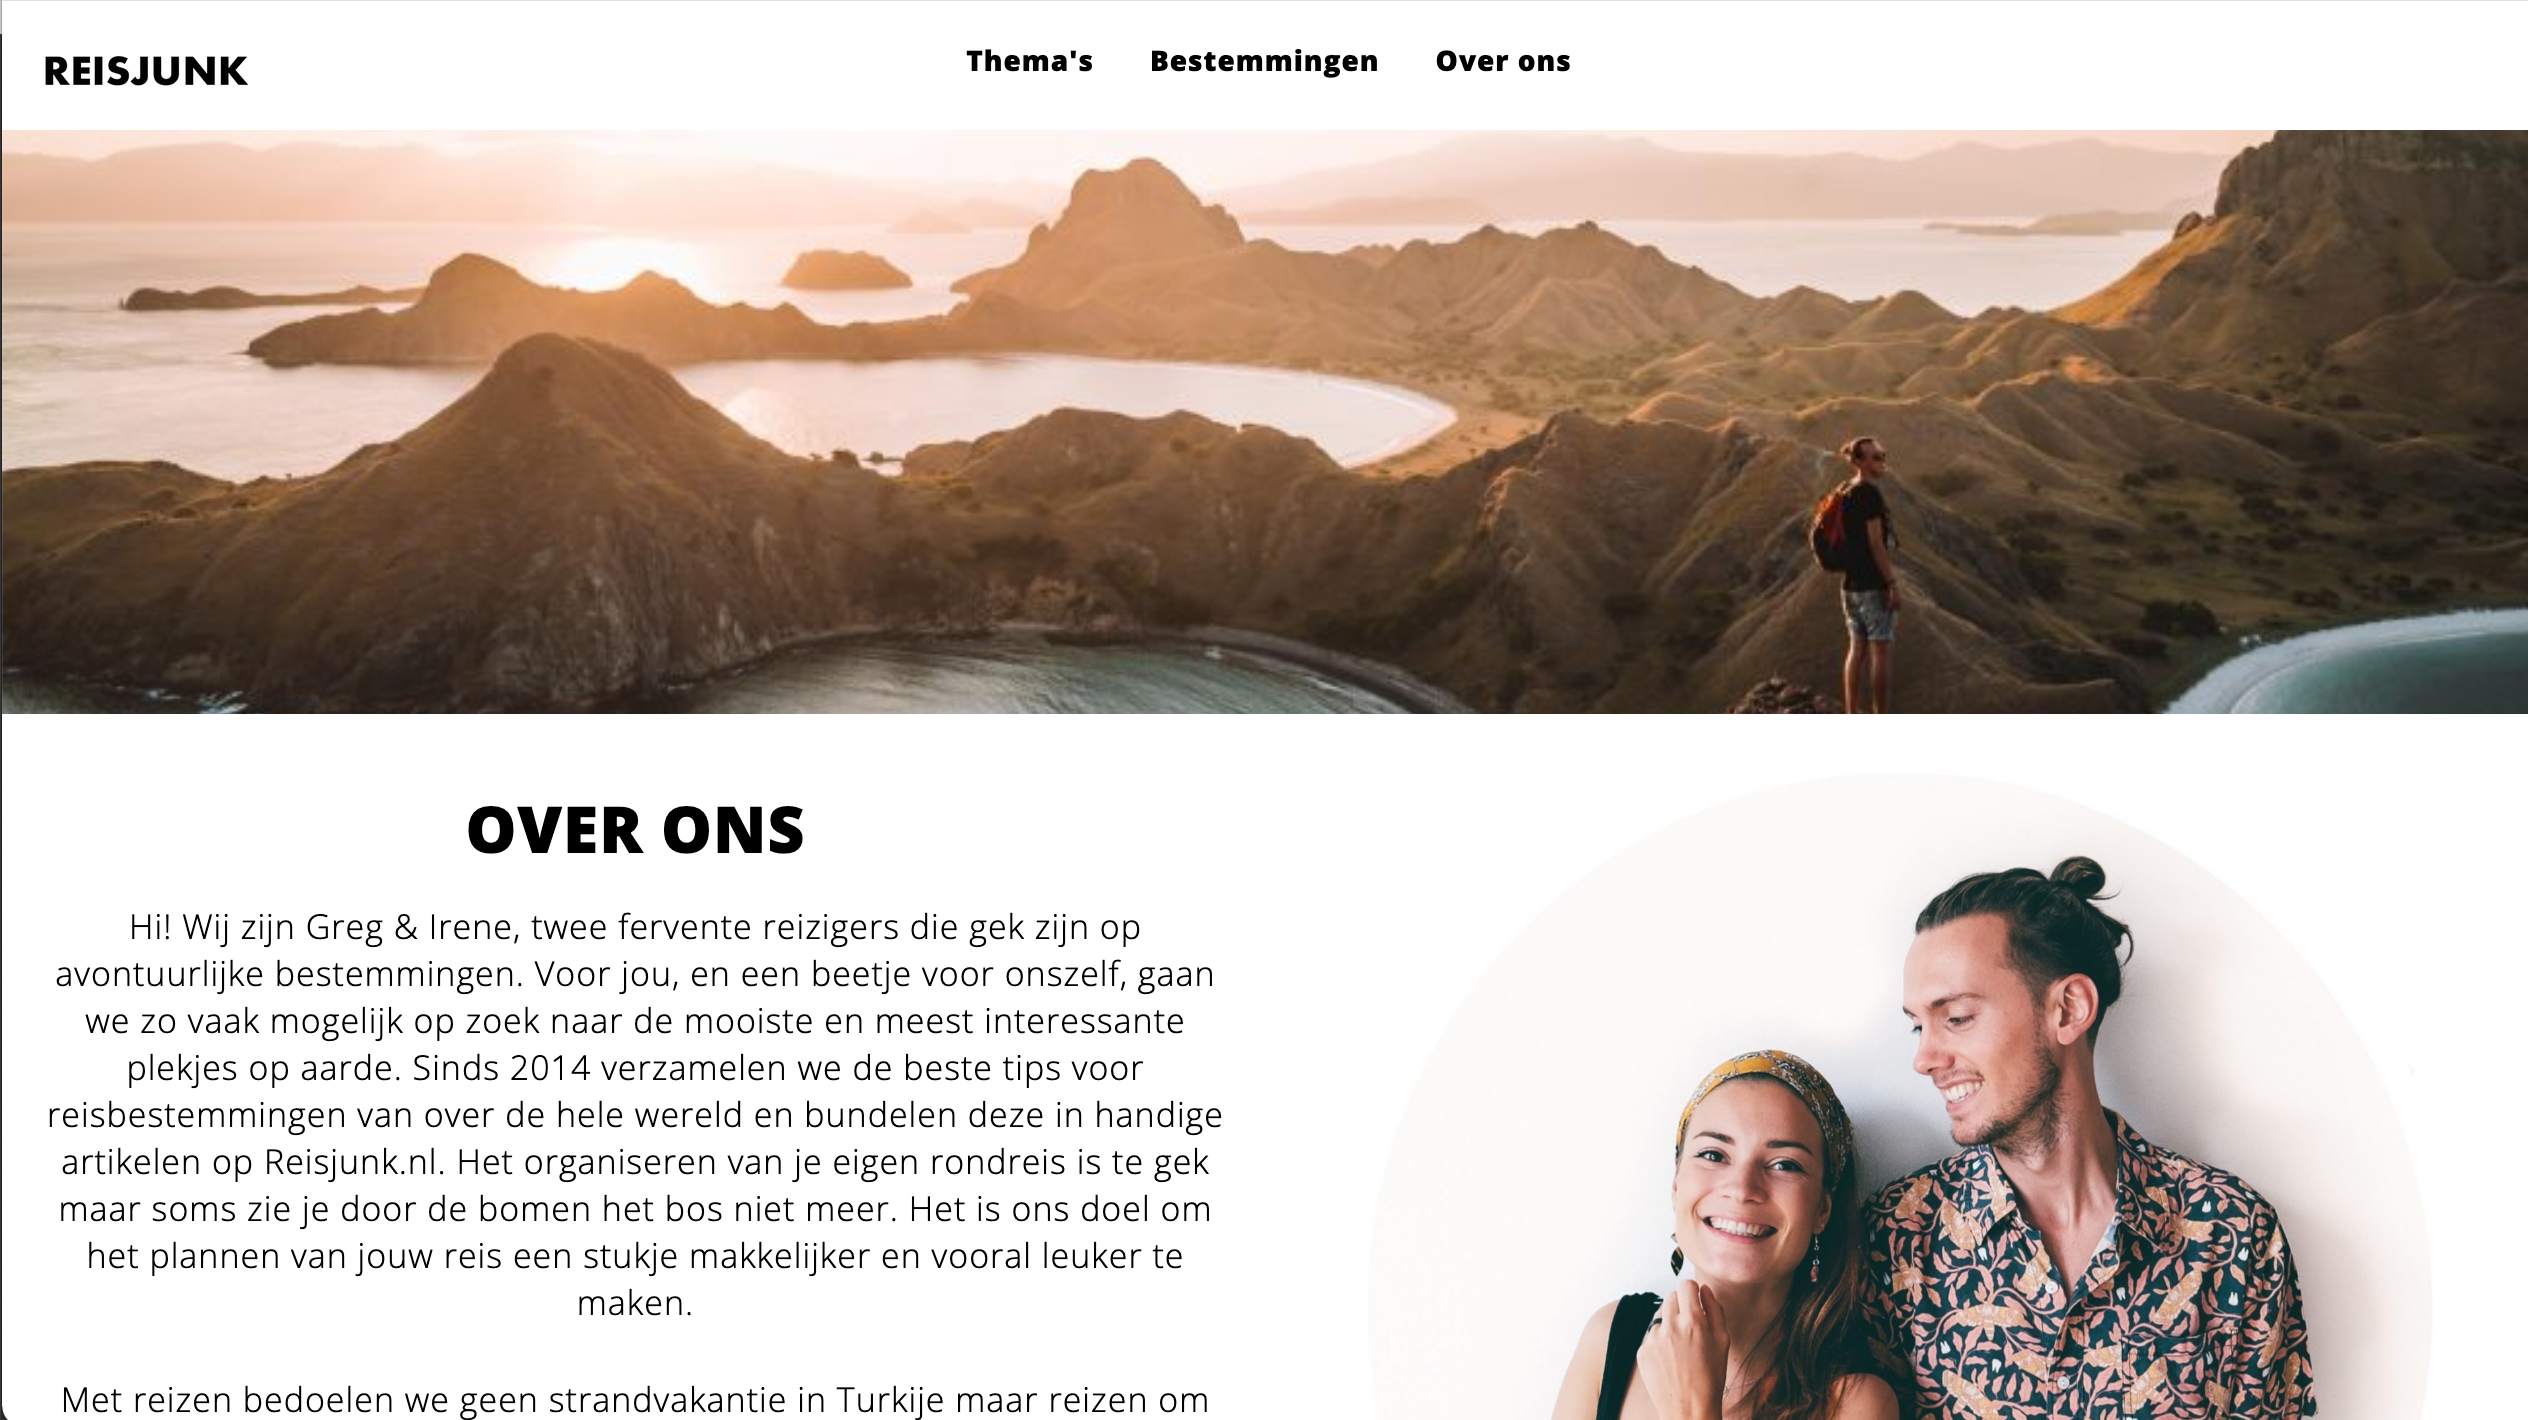 REISJUNK
Thema's Bestemmingen Over ons
OVER ONS
Hi! Wij zijn Greg & Irene, twee fervente reizigers die gek zijn op
avontuurlijke bestemmingen. Voor jou, en een beetje voor onszelf, gaan
we zo vaak mogelijk op zoek naar de mooiste en meest interessante
plekjes op aarde. Sinds 2014 verzamelen we de beste tips voor
reisbestemmingen van over de hele wereld en bundelen deze in handige
artikelen op Reisjunk.nl. Het organiseren van je eigen rondreis is te gek
maar soms zie je door de bomen het bos niet meer. Het is ons doel om
het plannen van jouw reis een stukje makkelijker en vooral leuker te
maken.
Met reizen bedoelen we geen strandvakantie in Turkije maar reizen om